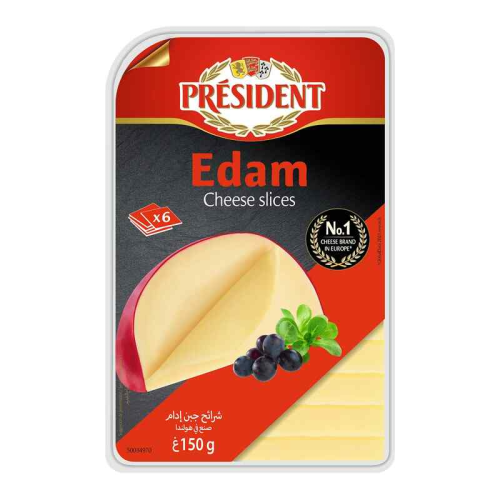 PRÉSIDENT
Edam
Cheese slices
x6
No.1
CHEESE BRAND
IN EUROPE*
شرائح جبن إدام
صنع في هولندا
150 g غ